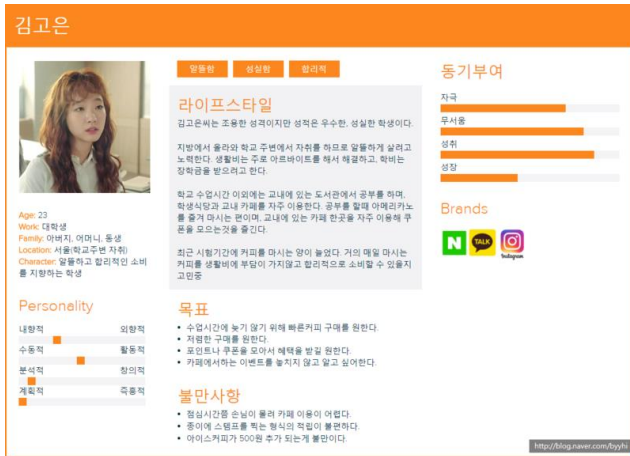 김고은
알뜰함 성실함 합리적
라이프스타일
김고은씨는 조용한 성격이지만 성적은 우수한, 성실한 학생이다.
지방에서 올라와 학교 주변에서 자취를 하므로 알뜰하게 살려고
노력한다. 생활비는 주로 아르바이트를 해서 해결하고, 학비는
장학금을 받으려고 한다.
학교 수업시간 이외에는 교내에 있는 도서관에서 공부를 하며,
학생식당과 교내 카페를 자주 이용한다. 공부를 할때 아메리카노
를 즐겨 마시는 편이며, 교내에 있는 카페 한곳을 자주 이용해 쿠
폰을 모으는것을 즐긴다.
최근 시험기간에 커피를 마시는 양이 늘었다. 거의 매일 마시는
커피를 생활비에 부담이 가지않고 합리적으로 소비할 수 있을지
고민중
Age: 23
Work: 대학생
Family: 아버지, 어머니, 동생
Location: 서울(학교주변 자취)
Character: 알뜰하고 합리적인 소비
를 지향하는 학생
Personality
내향적 외향적
수동적 활동적
분석적 창의적
계획적 즉흥적
목표
• 수업시간에 늦기 않기 위해 빠른커피 구매를 원한다.
• 저렴한 구매를 원한다.
• 포인트나 쿠폰을 모아서 혜택을 받길 원한다.
• 카페에서하는 이벤트를 놓치지 않고 알고 싶어한다.
불만사항
• 점심시간쯤 손님이 몰려 카페 이용이 어렵다.
• 종이에 스탬프를 찍는 형식의 적립이 불편하다.
• 아이스커피가 500원 추가 되는게 불만이다.
동기부여
자극
무서움
성취
성장
Brands
N
TALK
Instagram
http://blog.naver.com/byyhi